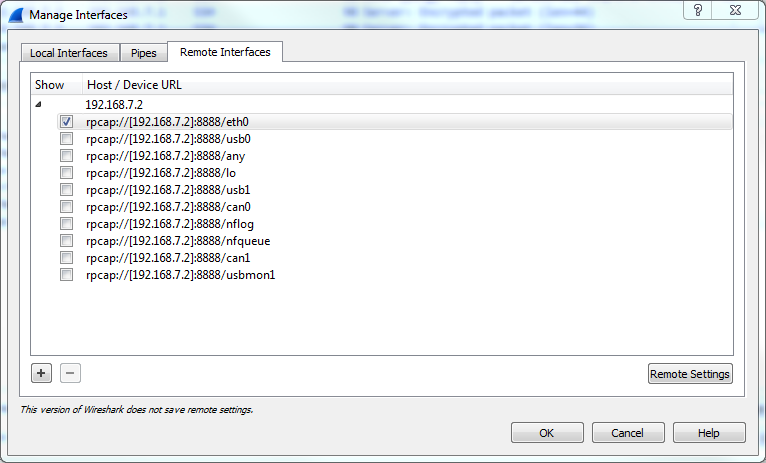 Manage Interfaces
Local Interfaces Pipes Remote Interfaces
Show Host / Device URL
192.168.7.2
rpcap://[192.168.7.2]:8888/eth0
rpcap://[192.168.7.2]:8888/usb0
rpcap://[192.168.7.2]:8888/any
rpcap://[192.168.7.2]:8888/lo
rpcap://[192.168.7.2]:8888/usb1
rpcap://[192.168.7.2]:8888/can0
rpcap://[192.168.7.2]:8888/nflog
rpcap://[192.168.7.2]:8888/nfqueue
rpcap://[192.168.7.2]:8888/can1
rpcap://[192.168.7.2]:8888/usbmon1
+ − Remote Settings
This version of Wireshark does not save remote settings.
OK Cancel Help